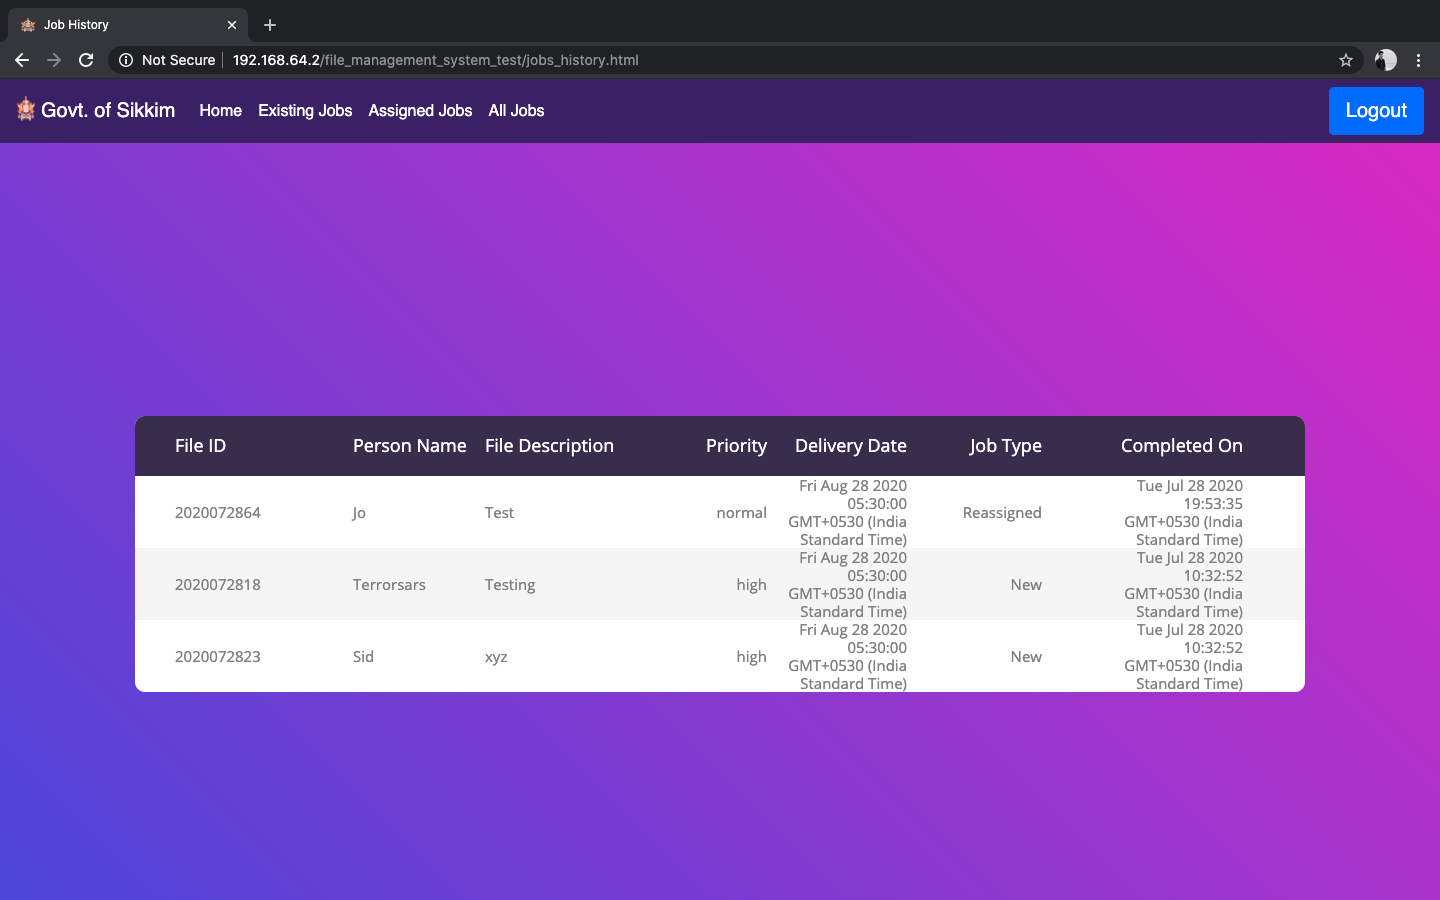 Job History
Not Secure
192.168.64.2/file_management_system_test/jobs_history.html
Govt. of Sikkim Home Existing Jobs Assigned Jobs All Jobs Logout
File ID Person Name File Description Priority Delivery Date Job Type Completed On
2020072864 Jo Test normal Fri Aug 28 2020 05:30:00 GMT+0530 (India Standard Time) Reassigned Tue Jul 28 2020 19:53:35 GMT+0530 (India Standard Time)
2020072818 Terrorsars Testing high Fri Aug 28 2020 05:30:00 GMT+0530 (India Standard Time) New Tue Jul 28 2020 10:32:52 GMT+0530 (India Standard Time)
2020072823 Sid xyz high Fri Aug 28 2020 05:30:00 GMT+0530 (India Standard Time) New Tue Jul 28 2020 10:32:52 GMT+0530 (India Standard Time)